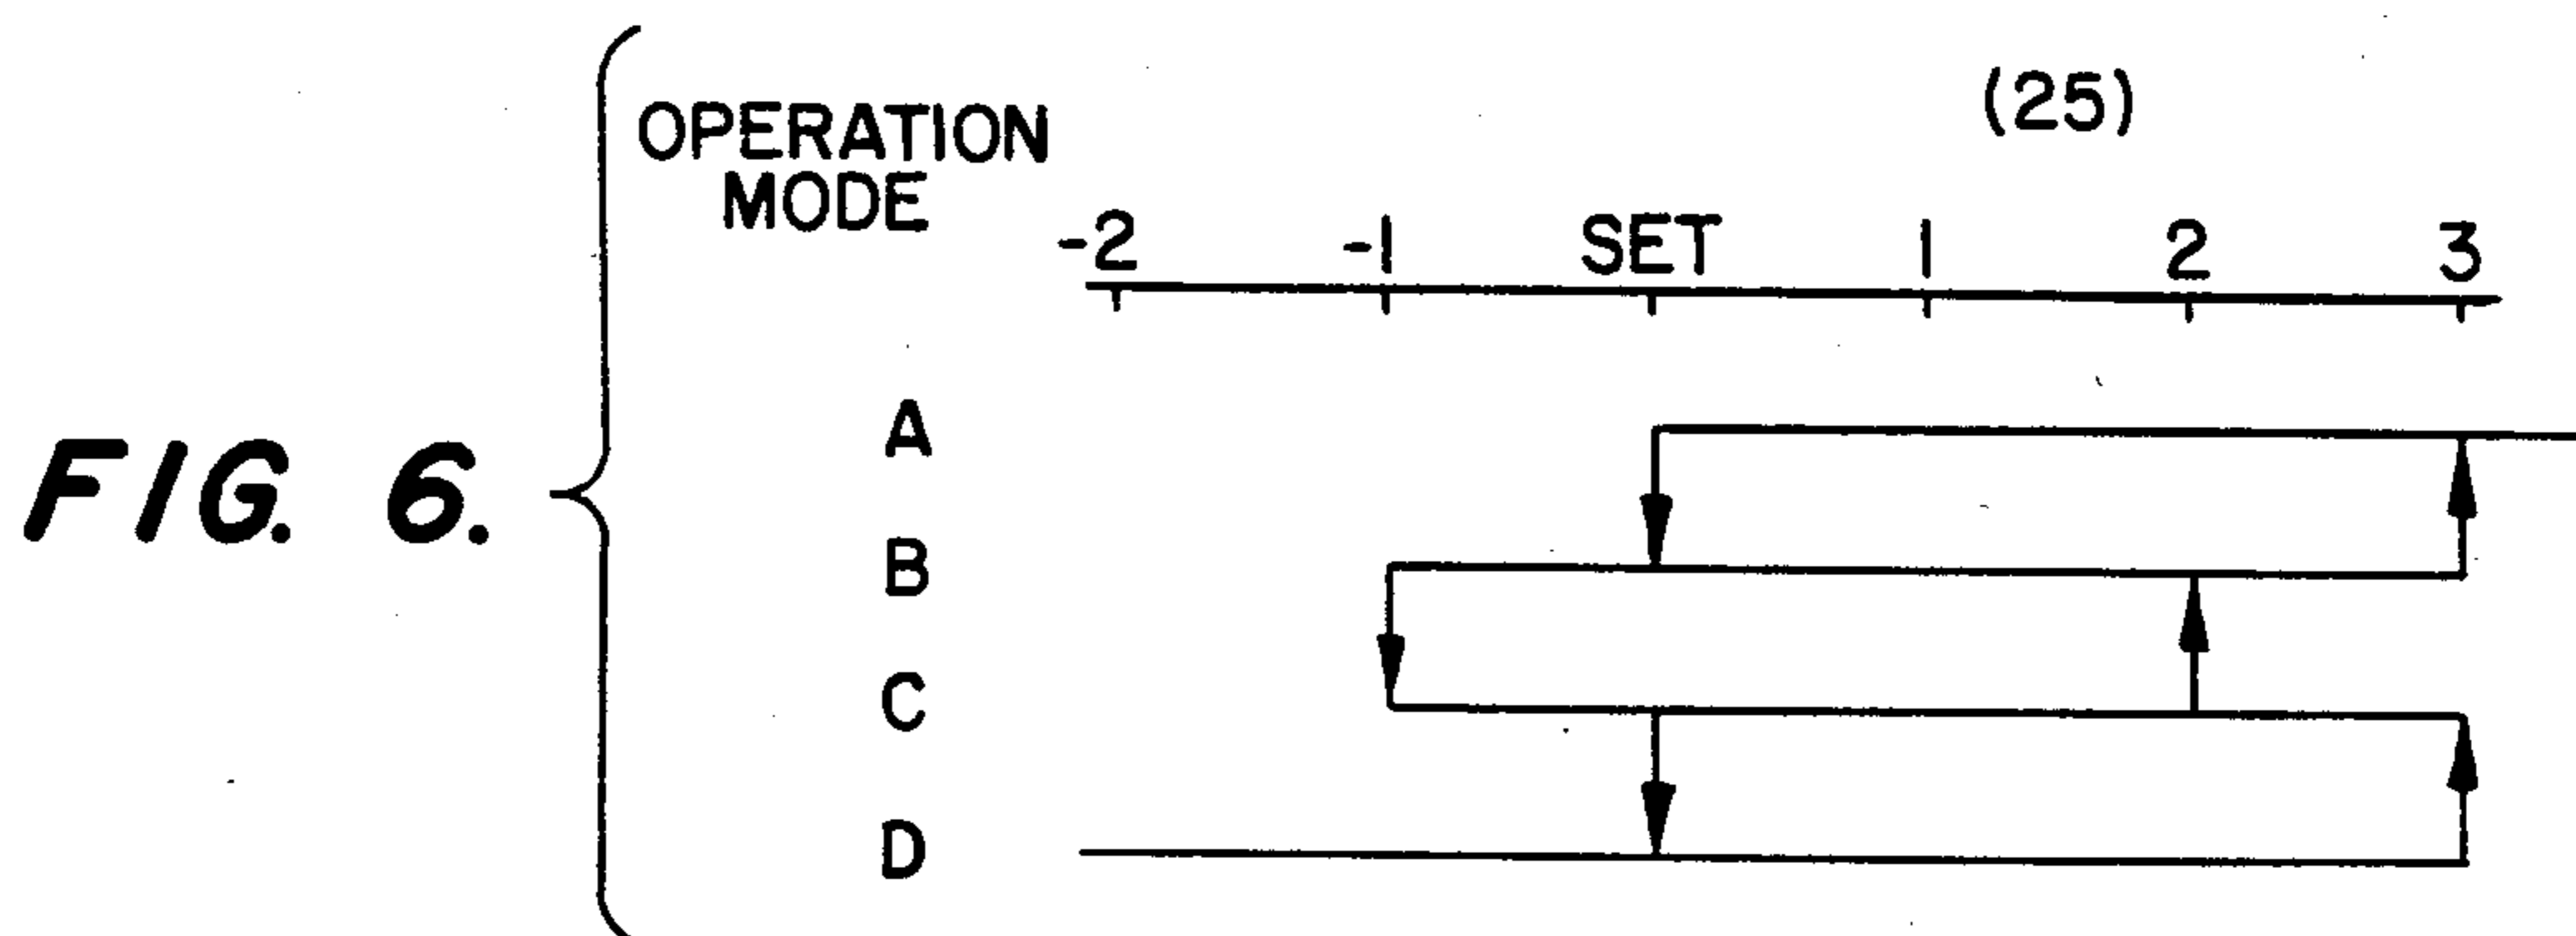 (25)
OPERATION
MODE
-2 -1 SET 1 2 3
A
FIG. 6.
B
C
D